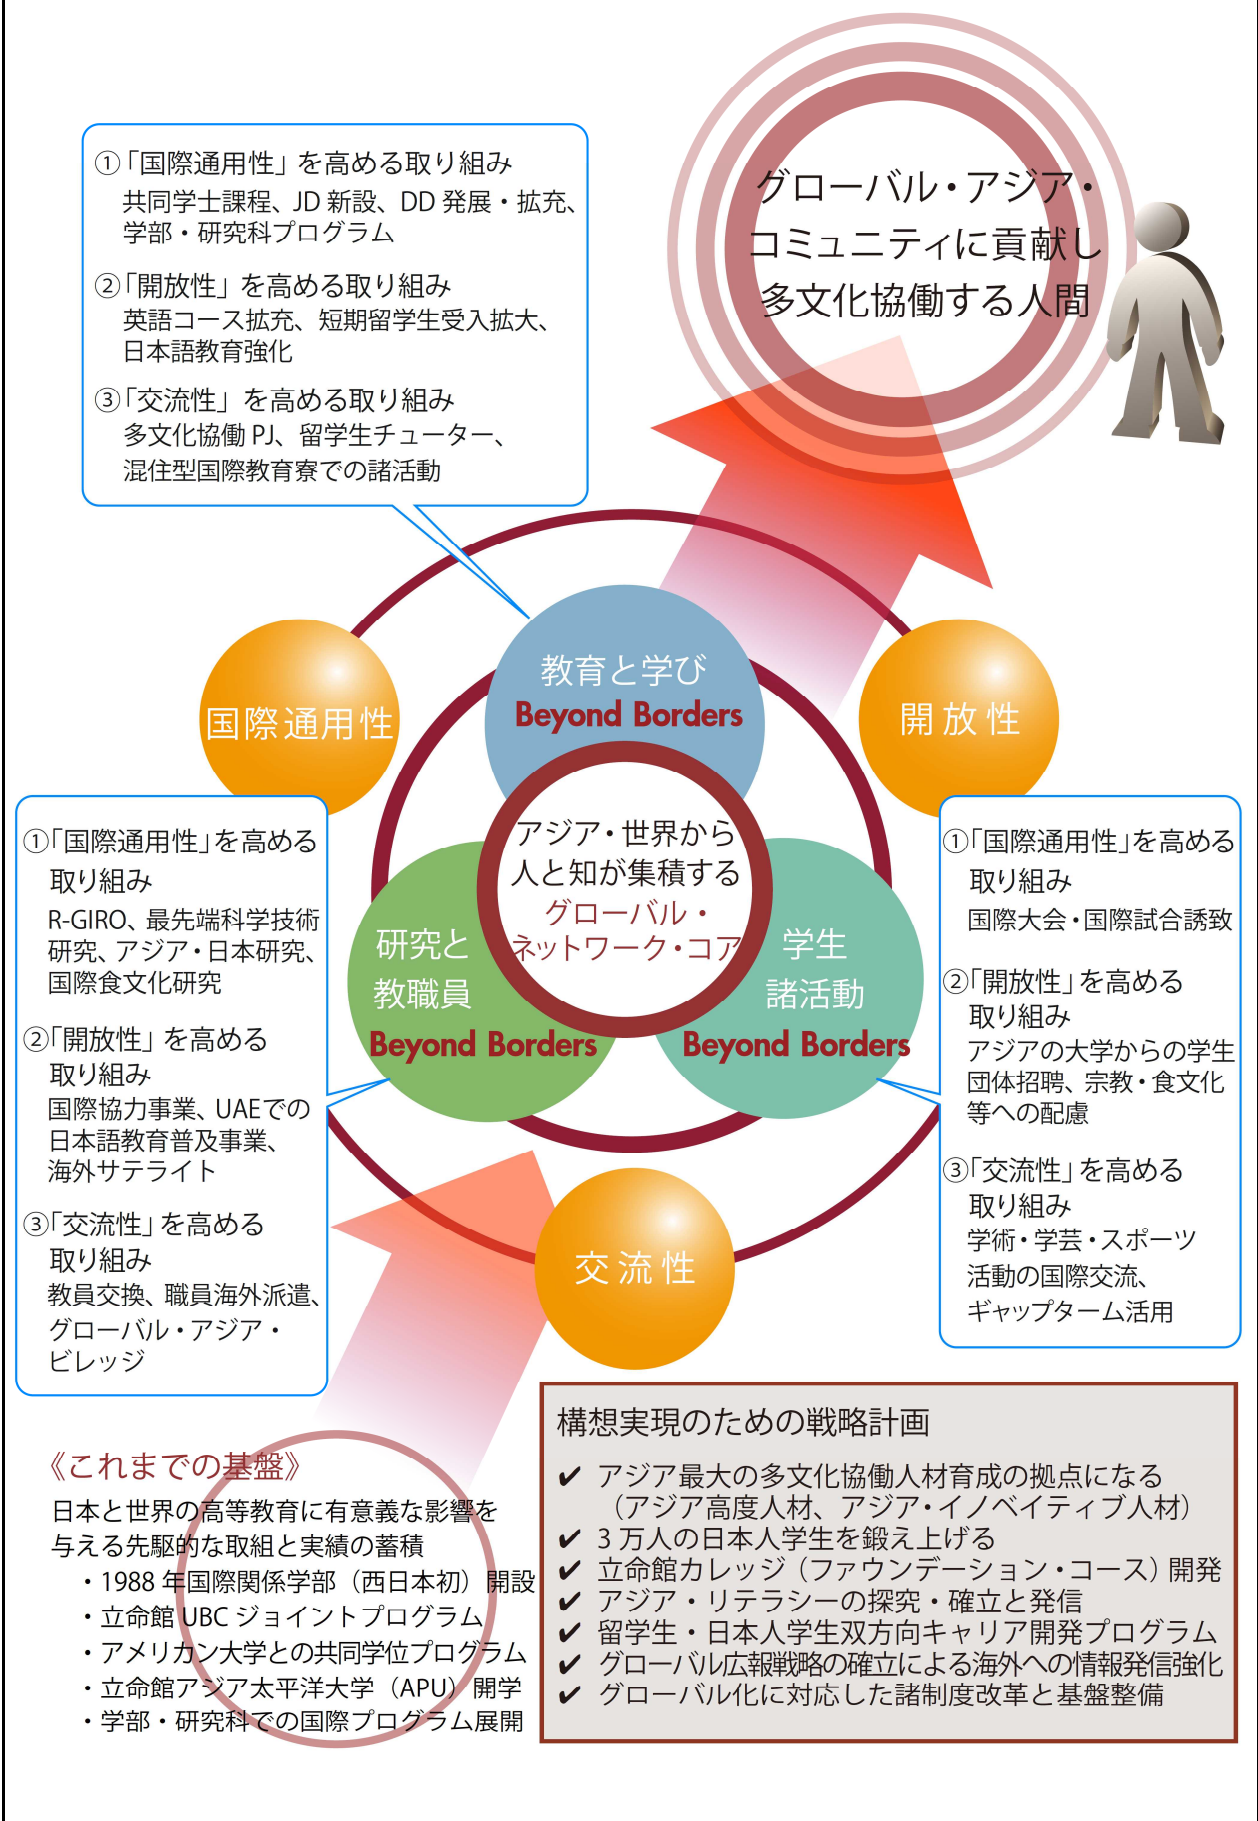 グローバル・アジア・
コミュニティに貢献し
多文化協働する人間
①「国際通用性」を高める取り組み
共同学士課程、JD 新設、DD 発展・拡充、
学部・研究科プログラム
②「開放性」を高める取り組み
英語コース拡充、短期留学生受入拡大、
日本語教育強化
③「交流性」を高める取り組み
多文化協働 PJ、留学生チューター、
混住型国際教育寮での諸活動
国際通用性
教育と学び
Beyond Borders
開放性
アジア・世界から
人と知が集積する
グローバル・
ネットワーク・コア
研究と
教職員
Beyond Borders
学生
諸活動
Beyond Borders
交流性
①「国際通用性」を高める
取り組み
R-GIRO、最先端科学技術
研究、アジア・日本研究、
国際食文化研究
②「開放性」を高める
取り組み
国際協力事業、UAEでの
日本語教育普及事業、
海外サテライト
③「交流性」を高める
取り組み
教員交換、職員海外派遣、
グローバル・アジア・
ビレッジ
①「国際通用性」を高める
取り組み
国際大会・国際試合誘致
②「開放性」を高める
取り組み
アジアの大学からの学生
団体招聘、宗教・食文化
等への配慮
③「交流性」を高める
取り組み
学術・学芸・スポーツ
活動の国際交流、
ギャップターム活用
《これまでの基盤》
日本と世界の高等教育に有意義な影響を
与える先駆的な取組と実績の蓄積
・1988 年国際関係学部（西日本初）開設
・立命館 UBC ジョイントプログラム
・アメリカン大学との共同学位プログラム
・立命館アジア太平洋大学（APU）開学
・学部・研究科での国際プログラム展開
構想実現のための戦略計画
✔ アジア最大の多文化協働人材育成の拠点になる
（アジア高度人材、アジア・イノベイティブ人材）
✔ 3 万人の日本人学生を鍛え上げる
✔ 立命館カレッジ（ファウンデーション・コース）開発
✔ アジア・リテラシーの探究・確立と発信
✔ 留学生・日本人学生双方向キャリア開発プログラム
✔ グローバル広報戦略の確立による海外への情報発信強化
✔ グローバル化に対応した諸制度改革と基盤整備